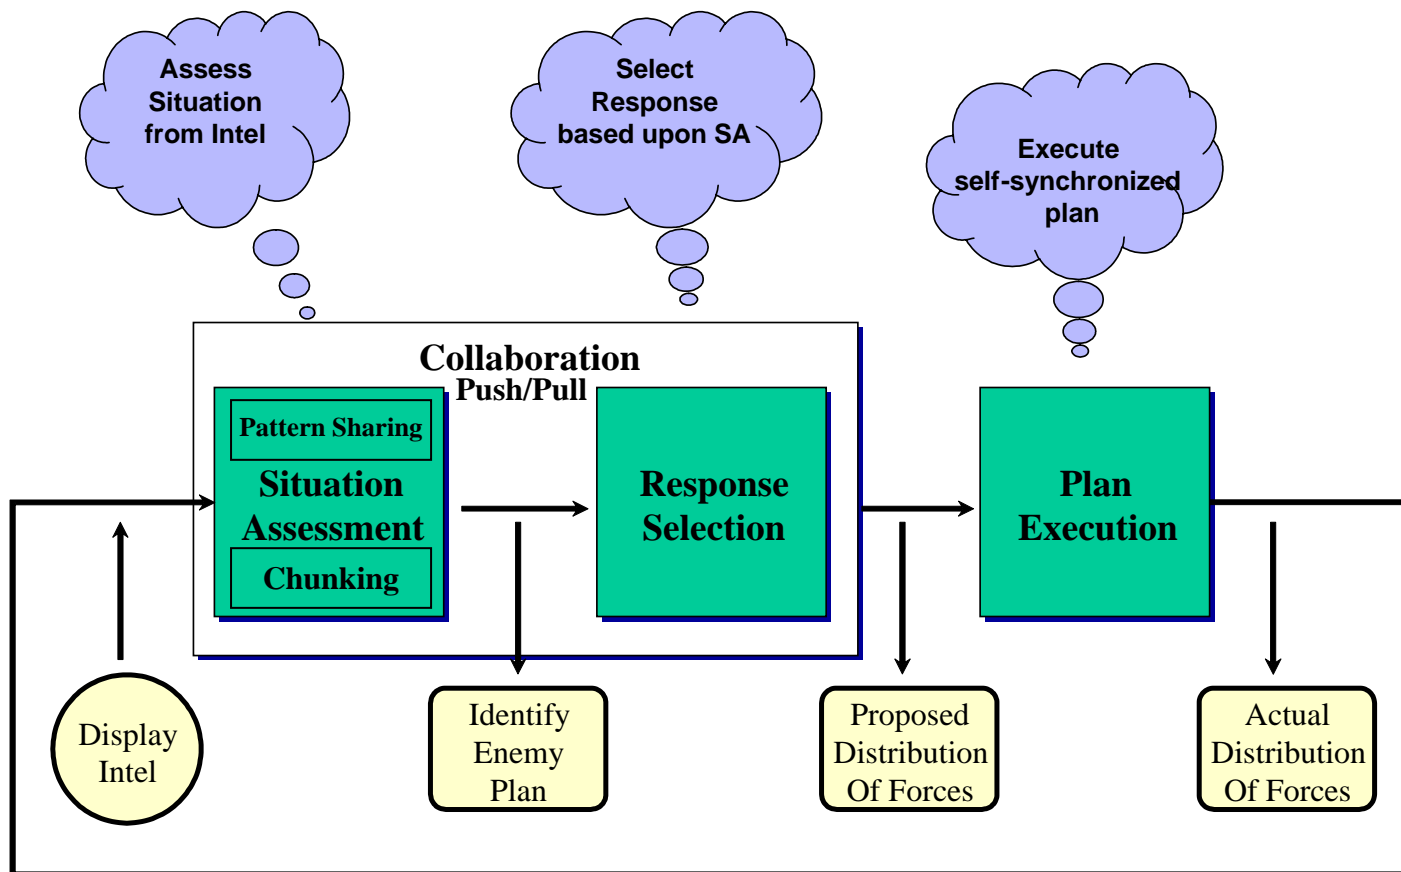 Assess
Situation
from Intel
Select
Response
based upon SA
Execute
self-synchronized
plan
Collaboration
Push/Pull
Pattern Sharing
Situation
Assessment
Chunking
Response
Selection
Plan
Execution
Display
Intel
Identify
Enemy
Plan
Proposed
Distribution
Of Forces
Actual
Distribution
Of Forces